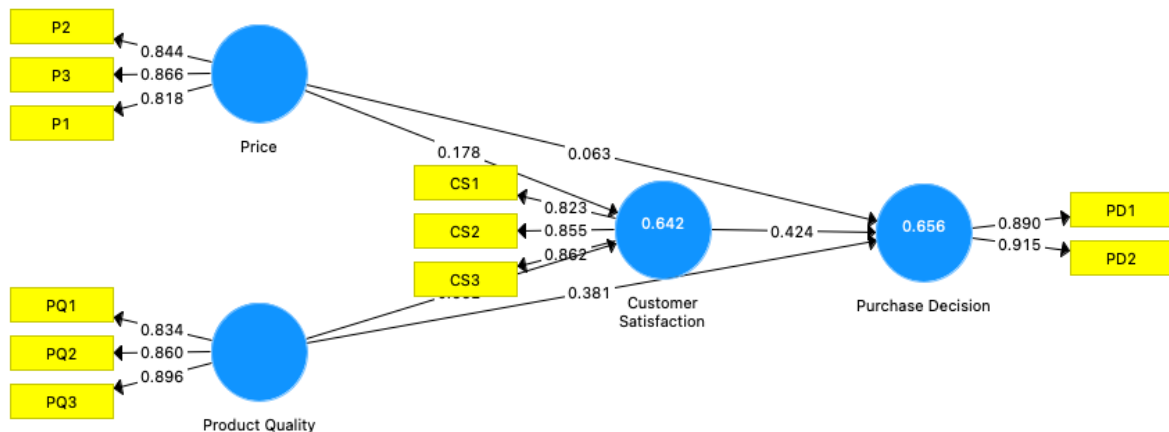 P2
0.844
P3
0.866
P1
0.818
Price
0.178
0.063
CS1
0.823
CS2
0.855
CS3
0.862
0.642
0.424
0.656
0.890
PD1
0.915
PD2
Customer
Satisfaction
Purchase Decision
0.381
PQ1
0.834
PQ2
0.860
PQ3
0.896
Product Quality